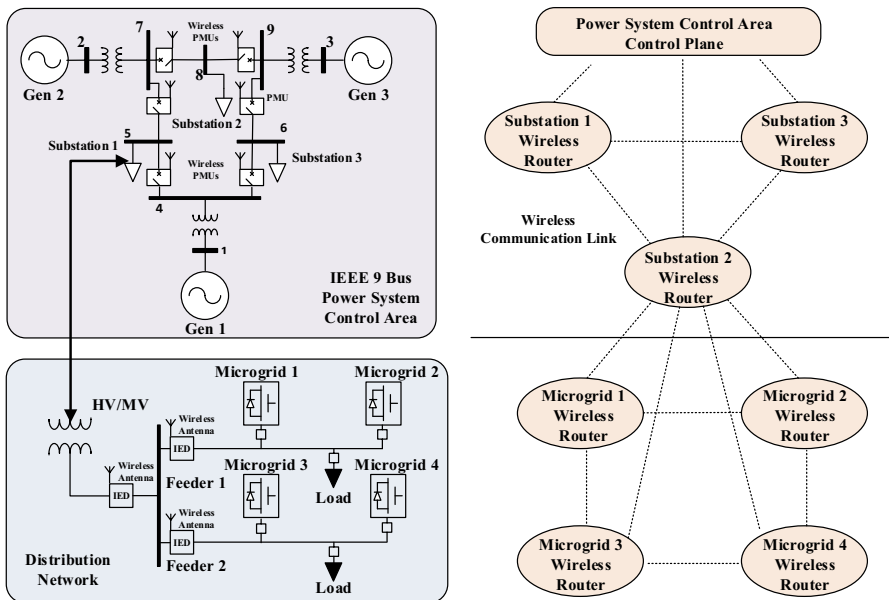 7
Wireless
PMUs
9
2
3
8
Gen 2
Gen 3
PMU
Substation 2
5
6
Substation 1
Substation 3
Wireless
PMUs
4
1
Gen 1
IEEE 9 Bus
Power System
Control Area
HV/MV
Microgrid 1
Microgrid 2
Wireless
Antenna
IED
Wireless
Antenna
IED
Feeder 1
Microgrid 3
Microgrid 4
Load
Wireless
Antenna
IED
Feeder 2
Load
Distribution
Network
Power System Control Area
Control Plane
Substation 1
Wireless
Router
Substation 3
Wireless
Router
Wireless
Communication Link
Substation 2
Wireless
Router
Microgrid 1
Wireless
Router
Microgrid 2
Wireless
Router
Microgrid 3
Wireless
Router
Microgrid 4
Wireless
Router